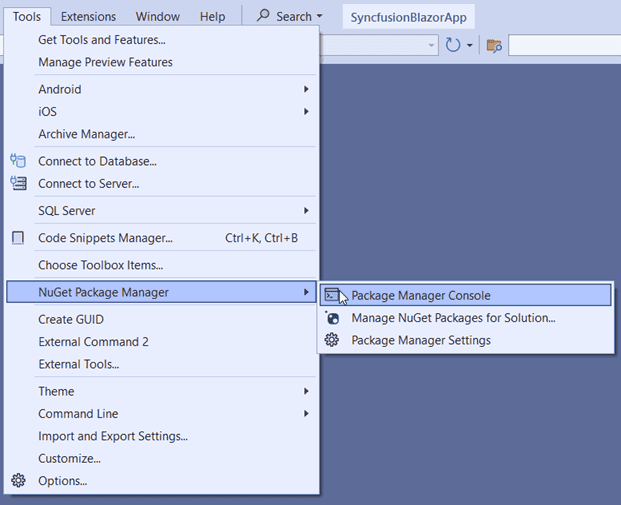 Tools Extensions Window Help Search SyncfusionBlazorApp
Get Tools and Features...
Manage Preview Features
Android
iOS
Archive Manager...
Connect to Database...
Connect to Server...
SQL Server
Code Snippets Manager... Ctrl+K, Ctrl+B
Choose Toolbox Items...
NuGet Package Manager
Package Manager Console
Manage NuGet Packages for Solution...
Package Manager Settings
Create GUID
External Command 2
External Tools...
Theme
Command Line
Import and Export Settings...
Customize...
Options...